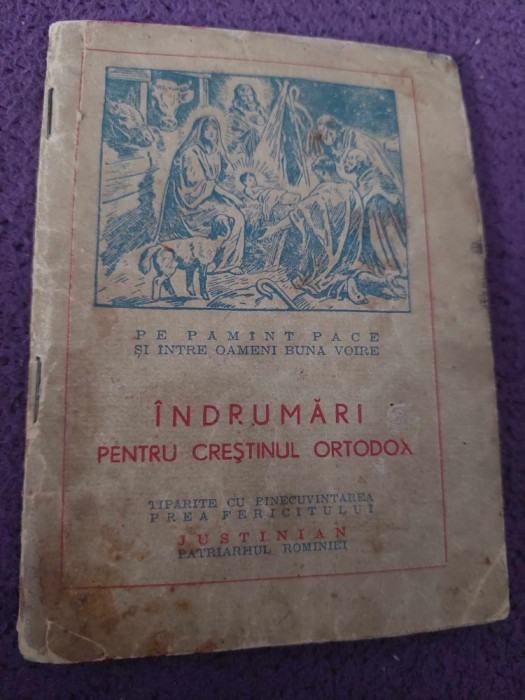 PE PAMINT PACE
ȘI INTRE OAMENI BUNA VOIRE
ÎNDRUMĂRI
PENTRU CREȘTINUL ORTODOX
TIPARITE CU BINECUVINTAREA
PREA FERICITULUI
JUSTINIAN
PATRIARHUL ROMINIEI